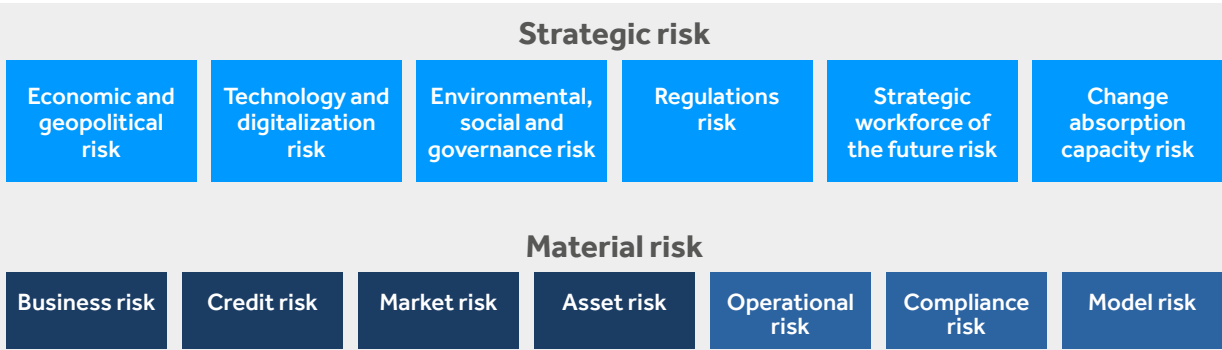 Strategic risk
Economic and
geopolitical
risk
Technology and
digitalization
risk
Environmental,
social and
governance risk
Regulations
risk
Strategic
workforce of
the future risk
Change
absorption
capacity risk
Material risk
Business risk
Credit risk
Market risk
Asset risk
Operational
risk
Compliance
risk
Model risk